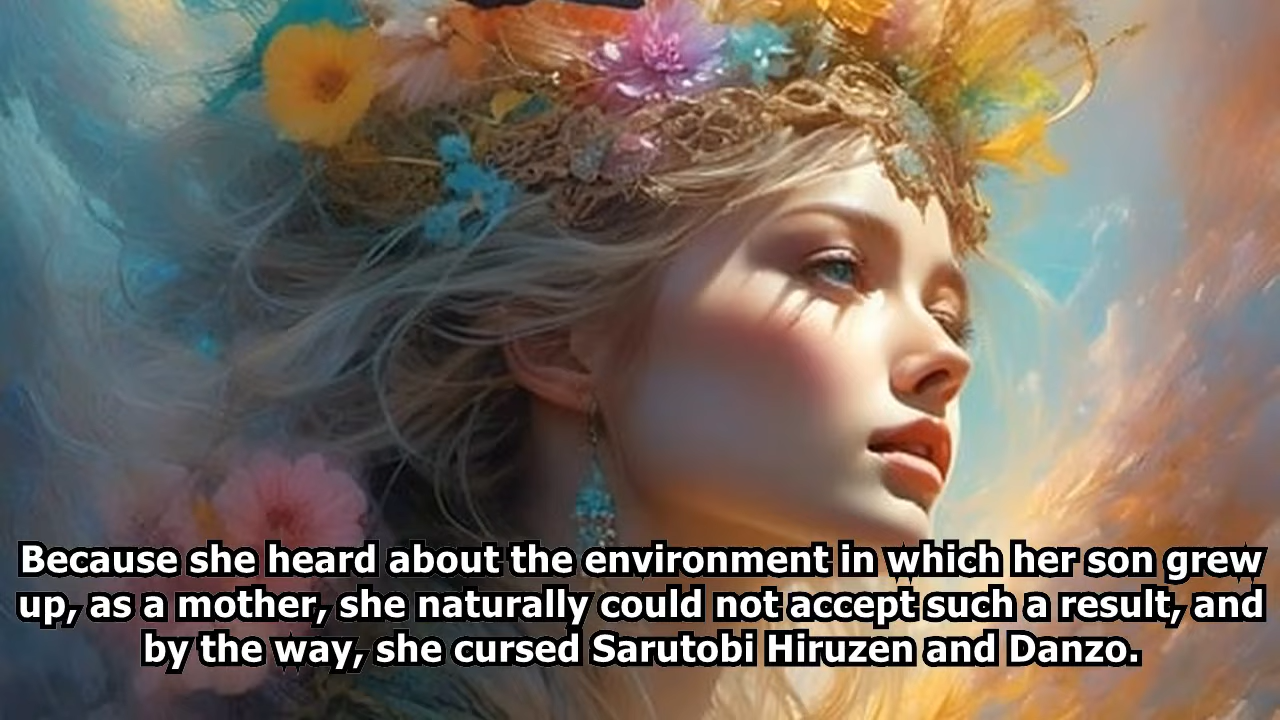 Because she heard about the environment in which her son grew
up, as a mother, she naturally could not accept such a result, and
by the way, she cursed Sarutobi Hiruzen and Danzo.